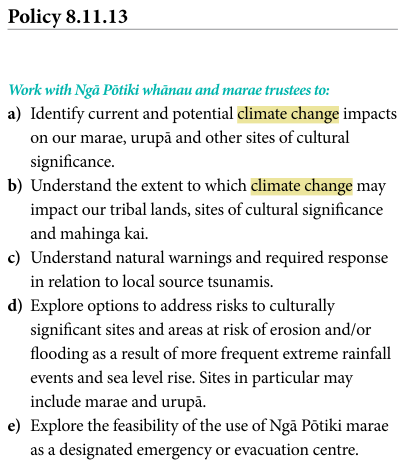 Policy 8.11.13
Work with Ngā Pōtiki whānau and marae trustees to:
a) Identify current and potential climate change impacts
on our marae, urupā and other sites of cultural
significance.
b) Understand the extent to which climate change may
impact our tribal lands, sites of cultural significance
and mahinga kai.
c) Understand natural warnings and required response
in relation to local source tsunamis.
d) Explore options to address risks to culturally
significant sites and areas at risk of erosion and/or
flooding as a result of more frequent extreme rainfall
events and sea level rise. Sites in particular may
include marae and urupā.
e) Explore the feasibility of the use of Ngā Pōtiki marae
as a designated emergency or evacuation centre.